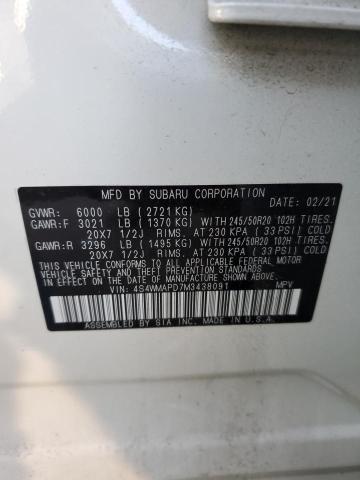 MFD BY SUBARU CORPORATION
GVWR: 6000 LB (2721 KG) DATE: 02/21
GAWR:F 3021 LB (1370 KG) WITH 245/50R20 102H TIRES.
20X7 1/2J RIMS. AT 230 KPA (33 PSI) COLD
GAWR:R 3296 LB (1495 KG) WITH 245/50R20 102H TIRES.
20X7 1/2J RIMS. AT 230 KPA (33 PSI) COLD
THIS VEHICLE CONFORMS TO ALL APPLICABLE FEDERAL MOTOR
VEHICLE SAFETY STANDARDS IN EFFECT ON THE DATE OF
MANUFACTURE SHOWN ABOVE.
VIN: 4S4WMAPD7M3438091 MPV
ASSEMBLED BY SIA INC. MADE IN U.S.A.